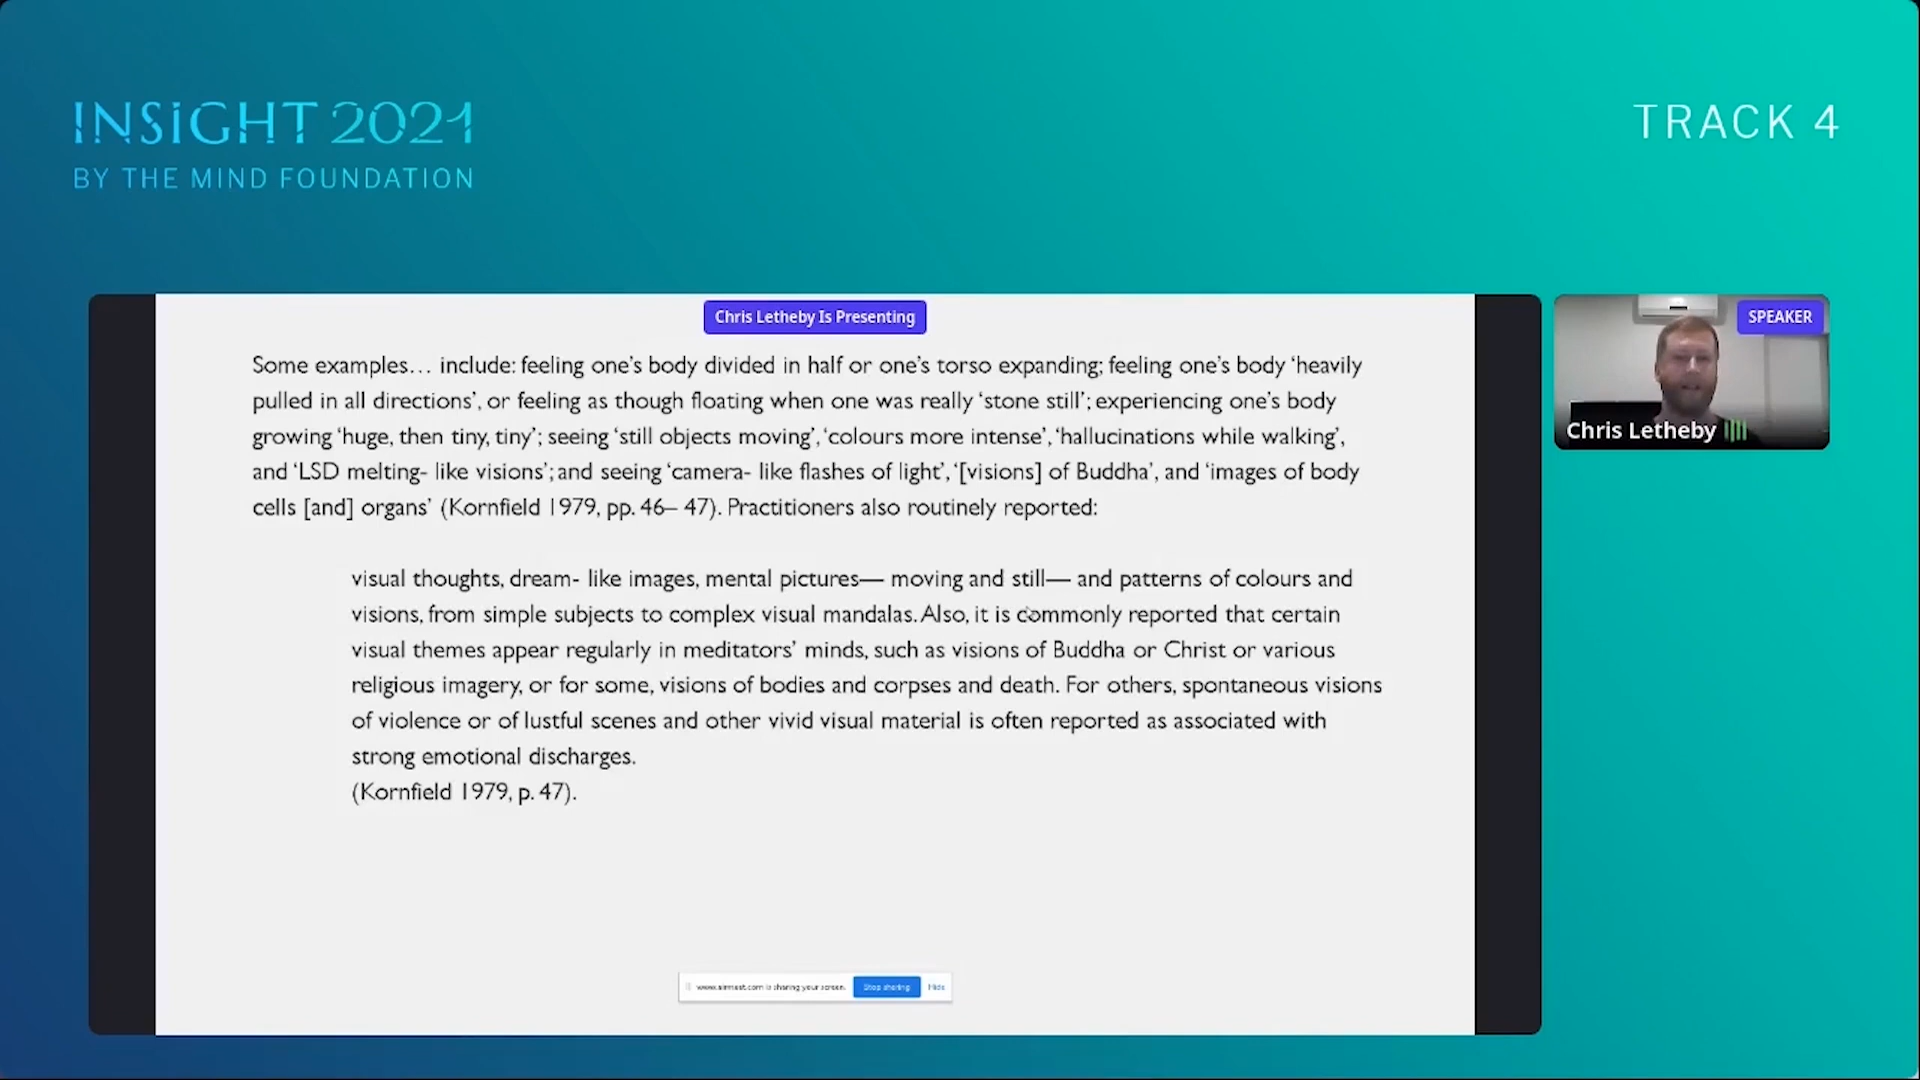 INSIGHT 2021
BY THE MIND FOUNDATION
TRACK 4
Chris Letheby Is Presenting
SPEAKER
Chris Letheby
Some examples… include: feeling one’s body divided in half or one’s torso expanding; feeling one’s body ‘heavily
pulled in all directions’, or feeling as though floating when one was really ‘stone still’; experiencing one’s body
growing ‘huge, then tiny, tiny’; seeing ‘still objects moving’, ‘colours more intense’, ‘hallucinations while walking’,
and ‘LSD melting- like visions’; and seeing ‘camera- like flashes of light’, ‘[visions] of Buddha’, and ‘images of body
cells [and] organs’ (Kornfield 1979, pp. 46– 47). Practitioners also routinely reported:
visual thoughts, dream- like images, mental pictures— moving and still— and patterns of colours and
visions, from simple subjects to complex visual mandalas. Also, it is commonly reported that certain
visual themes appear regularly in meditators’ minds, such as visions of Buddha or Christ or various
religious imagery, or for some, visions of bodies and corpses and death. For others, spontaneous visions
of violence or of lustful scenes and other vivid visual material is often reported as associated with
strong emotional discharges.
(Kornfield 1979, p. 47).
is sharing your screen. Stop sharing Hide